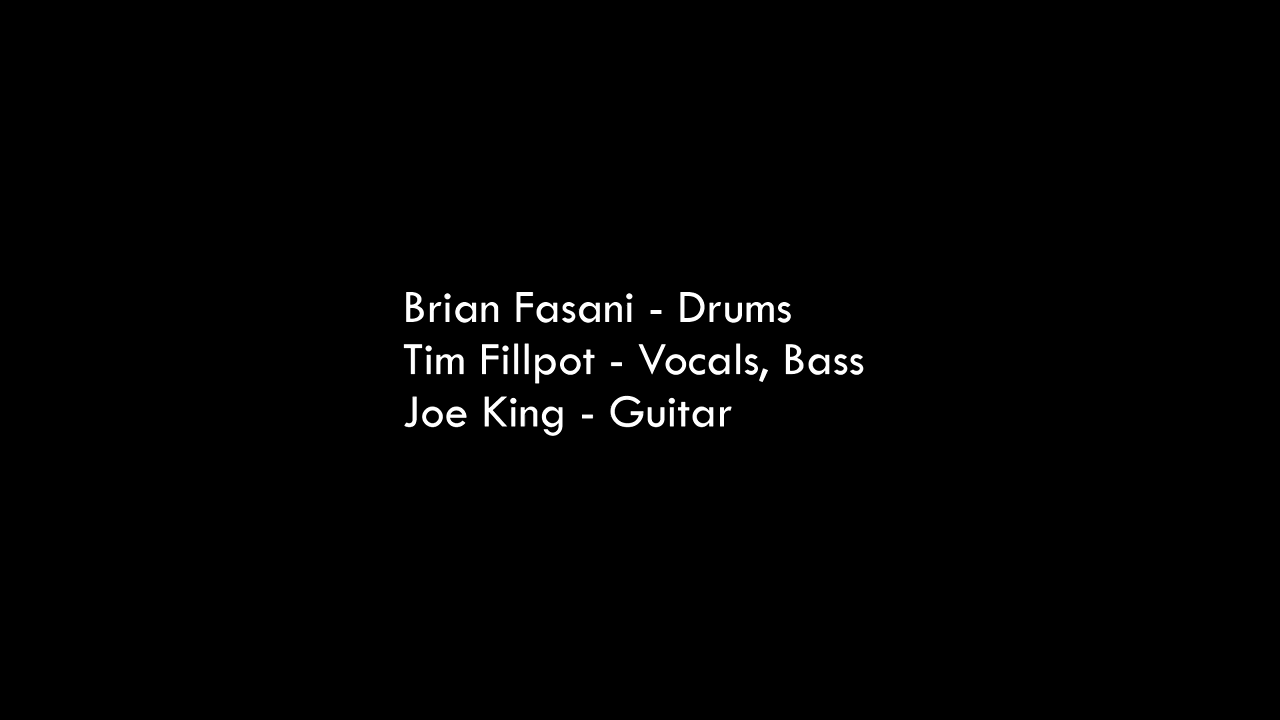 Brian Fasani - Drums
Tim Fillpot - Vocals, Bass
Joe King - Guitar